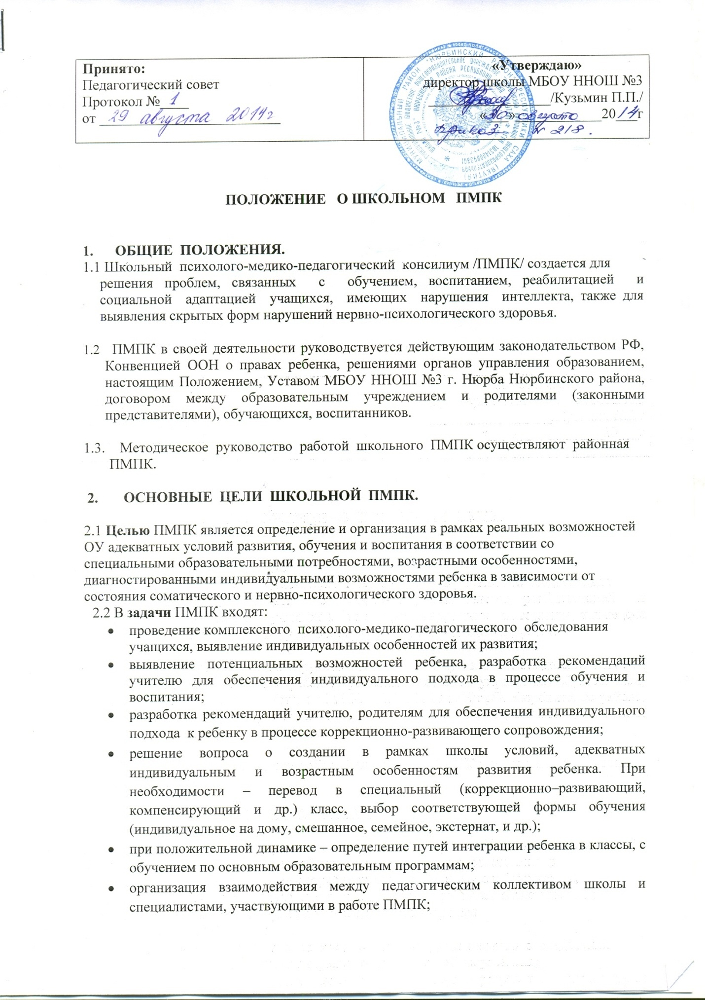 Принято:
Педагогический совет
Протокол № 1
от 29 августа 2014г
«Утверждаю»
директор школы МБОУ ННОШ №3
/Кузьмин П.П./
«30» августа 2014г
приказ № 218.
ПОЛОЖЕНИЕ О ШКОЛЬНОМ ПМПК
1. ОБЩИЕ ПОЛОЖЕНИЯ.
1.1 Школьный психолого-медико-педагогический консилиум /ПМПК/ создается для
решения проблем, связанных с обучением, воспитанием, реабилитацией и
социальной адаптацией учащихся, имеющих нарушения интеллекта, также для
выявления скрытых форм нарушений нервно-психологического здоровья.
1.2 ПМПК в своей деятельности руководствуется действующим законодательством РФ,
Конвенцией ООН о правах ребенка, решениями органов управления образованием,
настоящим Положением, Уставом МБОУ ННОШ №3 г. Нюрба Нюрбинского района,
договором между образовательным учреждением и родителями (законными
представителями), обучающихся, воспитанников.
1.3. Методическое руководство работой школьного ПМПК осуществляют районная
ПМПК.
2. ОСНОВНЫЕ ЦЕЛИ ШКОЛЬНОЙ ПМПК.
2.1 Целью ПМПК является определение и организация в рамках реальных возможностей
ОУ адекватных условий развития, обучения и воспитания в соответствии со
специальными образовательными потребностями, возрастными особенностями,
диагностированными индивидуальными возможностями ребенка в зависимости от
состояния соматического и нервно-психологического здоровья.
2.2 В задачи ПМПК входят:
• проведение комплексного психолого-медико-педагогического обследования
учащихся, выявление индивидуальных особенностей их развития;
• выявление потенциальных возможностей ребенка, разработка рекомендаций
учителю для обеспечения индивидуального подхода в процессе обучения и
воспитания;
• разработка рекомендаций учителю, родителям для обеспечения индивидуального
подхода к ребенку в процессе коррекционно-развивающего сопровождения;
• решение вопроса о создании в рамках школы условий, адекватных
индивидуальным и возрастным особенностям развития ребенка. При
необходимости – перевод в специальный (коррекционно–развивающий,
компенсирующий и др.) класс, выбор соответствующей формы обучения
(индивидуальное на дому, смешанное, семейное, экстернат, и др.);
• при положительной динамике – определение путей интеграции ребенка в классы, с
обучением по основным образовательным программам;
• организация взаимодействия между педагогическим коллективом школы и
специалистами, участвующими в работе ПМПК;